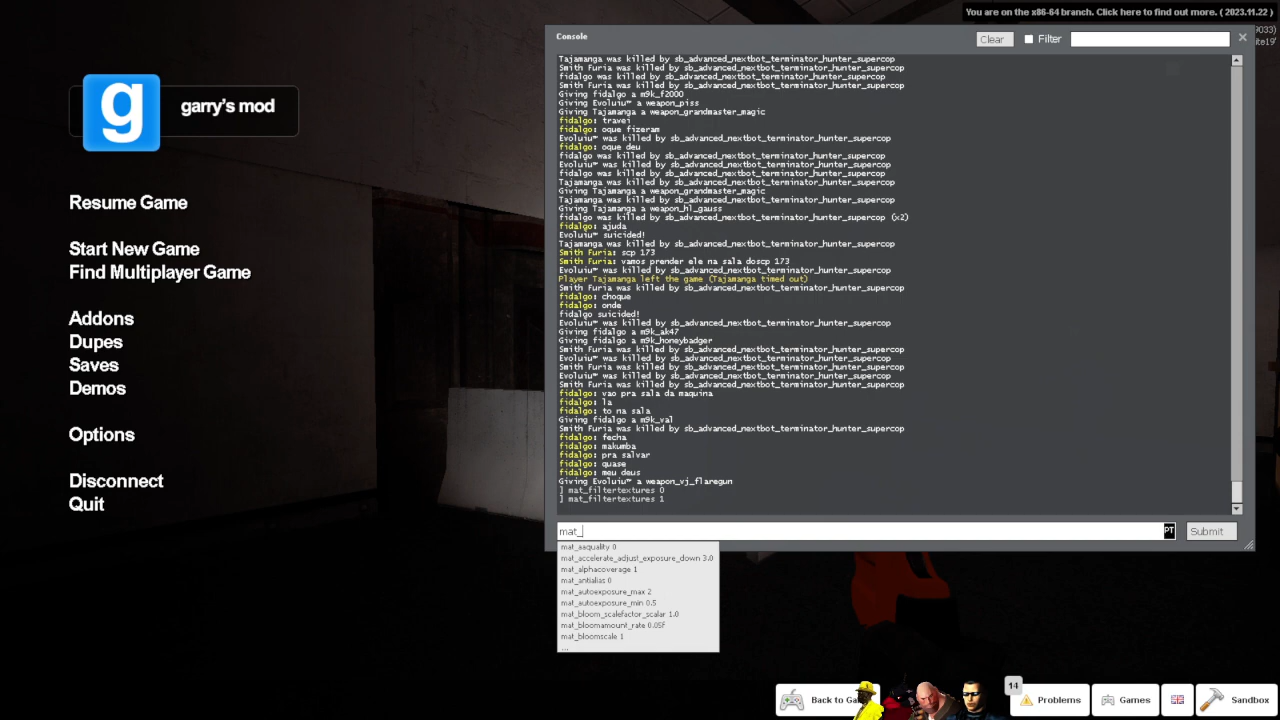 You are on the x86-64 branch. Click here to find out more. ( 2023.11.22 )
g
garry's mod
Resume Game
Start New Game
Find Multiplayer Game
Addons
Dupes
Saves
Demos
Options
Disconnect
Quit
Console
Clear
Filter
Tajamanga was killed by sb_advanced_nextbot_terminator_hunter_supercop
Smith Furia was killed by sb_advanced_nextbot_terminator_hunter_supercop
fidalgo was killed by sb_advanced_nextbot_terminator_hunter_supercop
Smith Furia was killed by sb_advanced_nextbot_terminator_hunter_supercop
Giving fidalgo a m9k_f2000
Giving Evoluiu™ a weapon_piss
Giving Tajamanga a weapon_grandmaster_magic
fidalgo: travei
fidalgo: oque fizeram
Evoluiu™ was killed by sb_advanced_nextbot_terminator_hunter_supercop
fidalgo: oque deu
fidalgo was killed by sb_advanced_nextbot_terminator_hunter_supercop
Evoluiu™ was killed by sb_advanced_nextbot_terminator_hunter_supercop
fidalgo was killed by sb_advanced_nextbot_terminator_hunter_supercop
Tajamanga was killed by sb_advanced_nextbot_terminator_hunter_supercop
Giving Tajamanga a weapon_grandmaster_magic
Tajamanga was killed by sb_advanced_nextbot_terminator_hunter_supercop
Giving Tajamanga a weapon_hl_gauss
fidalgo was killed by sb_advanced_nextbot_terminator_hunter_supercop (x2)
fidalgo: ajuda
Evoluiu™ suicided!
Tajamanga was killed by sb_advanced_nextbot_terminator_hunter_supercop
Smith Furia: scp 173
Smith Furia: vamos prender ele na sala doscp 173
Evoluiu™ was killed by sb_advanced_nextbot_terminator_hunter_supercop
Player Tajamanga left the game (Tajamanga timed out)
Smith Furia was killed by sb_advanced_nextbot_terminator_hunter_supercop
fidalgo: choque
fidalgo: onde
fidalgo suicided!
Evoluiu™ was killed by sb_advanced_nextbot_terminator_hunter_supercop
Giving fidalgo a m9k_ak47
Giving fidalgo a m9k_honeybadger
Smith Furia was killed by sb_advanced_nextbot_terminator_hunter_supercop
Evoluiu™ was killed by sb_advanced_nextbot_terminator_hunter_supercop
Smith Furia was killed by sb_advanced_nextbot_terminator_hunter_supercop
Evoluiu™ was killed by sb_advanced_nextbot_terminator_hunter_supercop
Smith Furia was killed by sb_advanced_nextbot_terminator_hunter_supercop
fidalgo: vao pra sala da maquina
fidalgo: la
fidalgo: to na sala
Giving fidalgo a m9k_val
Smith Furia was killed by sb_advanced_nextbot_terminator_hunter_supercop
fidalgo: fecha
fidalgo: makumba
fidalgo: pra salvar
fidalgo: quase
fidalgo: meu deus
Giving Evoluiu™ a weapon_vj_flaregun
] mat_filtertextures 0
] mat_filtertextures 1
mat_
PT
Submit
mat_aaquality 0
mat_accelerate_adjust_exposure_down 3.0
mat_alphacoverage 1
mat_antialias 0
mat_autoexposure_max 2
mat_autoexposure_min 0.5
mat_bloom_scalefactor_scalar 1.0
mat_bloomamount_rate 0.05f
mat_bloomscale 1
...
Back to
14
Problems
Games
Sandbox